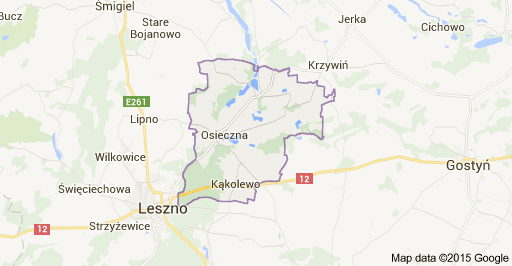 Śmigiel
Bucz
Stare
Bojanowo
Jerka
Cichowo
Krzywiń
E261
Lipno
Osieczna
Wilkowice
Gostyń
Święciechowa
Kąkolewo
12
Leszno
12
Strzyżewice
Map data ©2015 Google